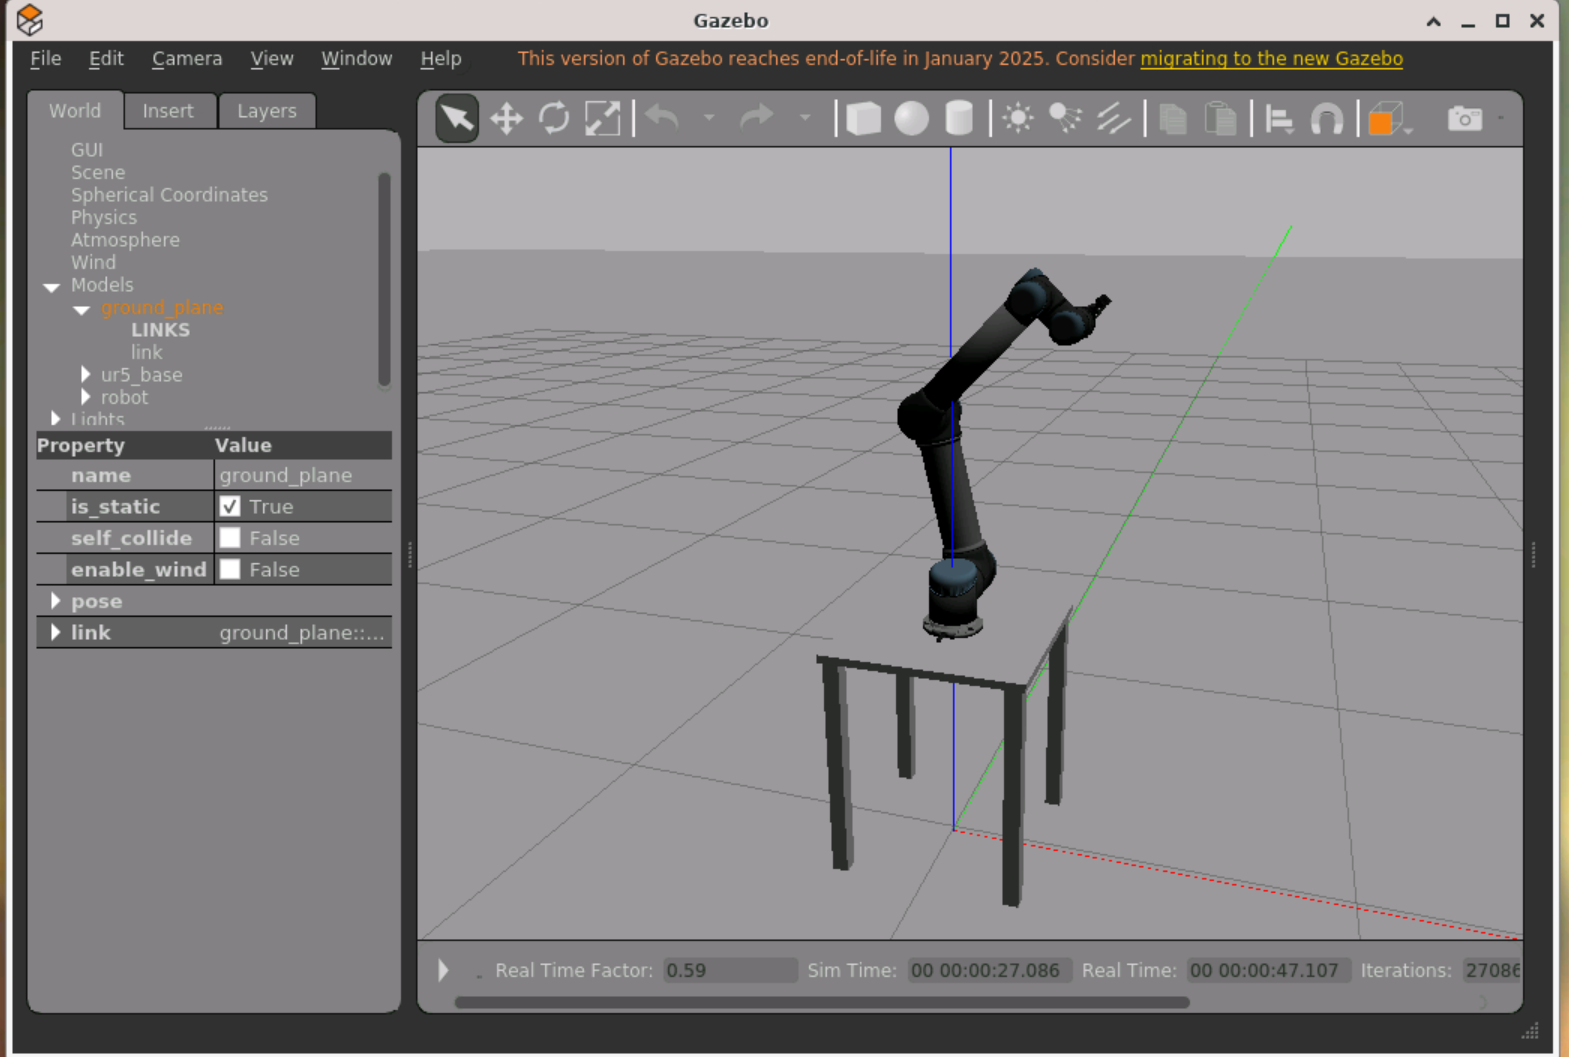 Gazebo
File Edit Camera View Window Help This version of Gazebo reaches end-of-life in January 2025. Consider migrating to the new Gazebo
World Insert Layers
GUI
Scene
Spherical Coordinates
Physics
Atmosphere
Wind
Models
ground_plane
LINKS
link
ur5_base
robot
Lights
Property Value
name ground_plane
is_static True
self_collide False
enable_wind False
pose
link ground_plane::...
Real Time Factor: 0.59 Sim Time: 00 00:00:27.086 Real Time: 00 00:00:47.107 Iterations: 27086